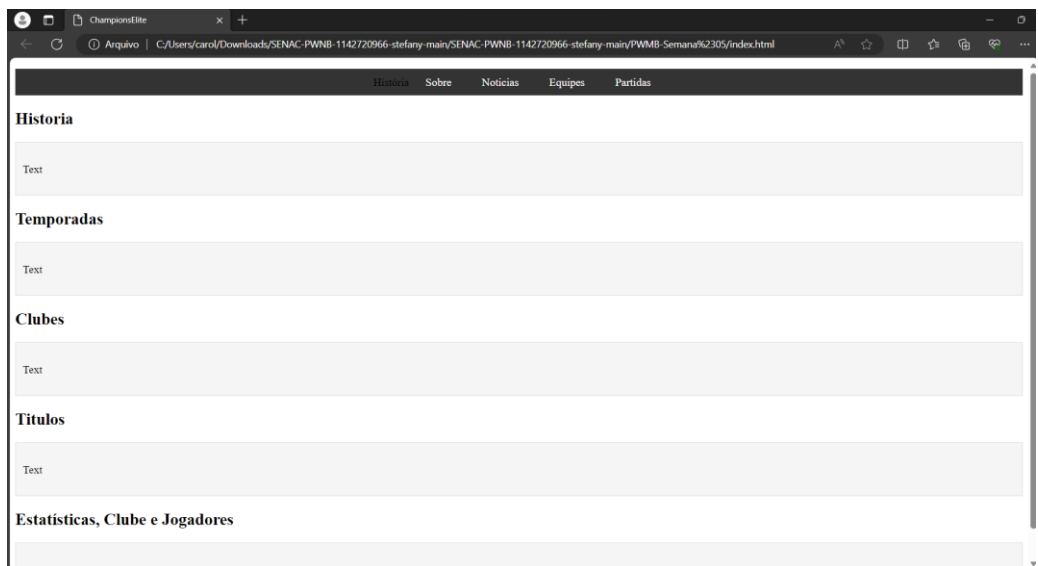 ChampionsElite
Arquivo | C:/Users/carol/Downloads/SENAC-PWNB-1142720966-stefany-main/SENAC-PWNB-1142720966-stefany-main/PWMB-Semana%2305/index.html
História Sobre Noticias Equipes Partidas
Historia
Text
Temporadas
Text
Clubes
Text
Titulos
Text
Estatísticas, Clube e Jogadores